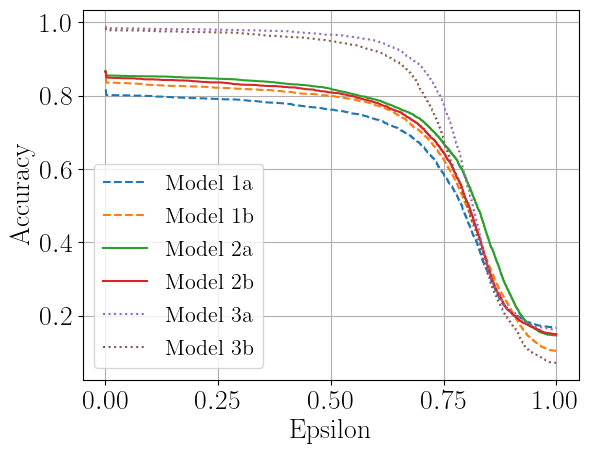 1.0
0.8
0.6
0.4
0.2
Accuracy
Model 1a
Model 1b
Model 2a
Model 2b
Model 3a
Model 3b
0.00 0.25 0.50 0.75 1.00
Epsilon